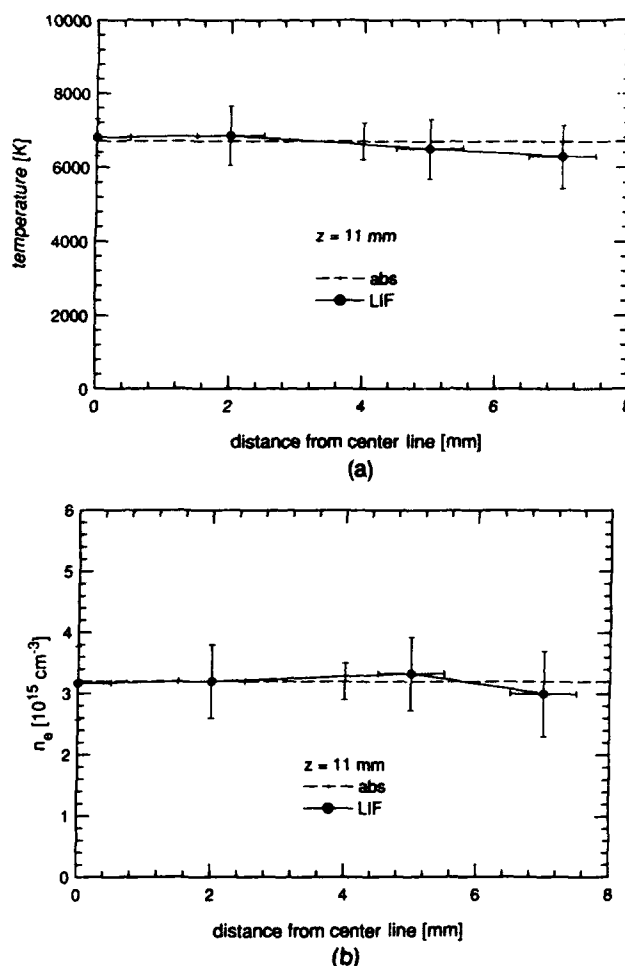 10000
8000
6000
4000
2000
0
temperature [K]
z = 11 mm
abs
LIF
0 2 4 6 8
distance from center line [mm]
(a)
6
5
4
3
2
1
0
n_e [10^15 cm^-3]
z = 11 mm
abs
LIF
0 2 4 6 8
distance from center line [mm]
(b)